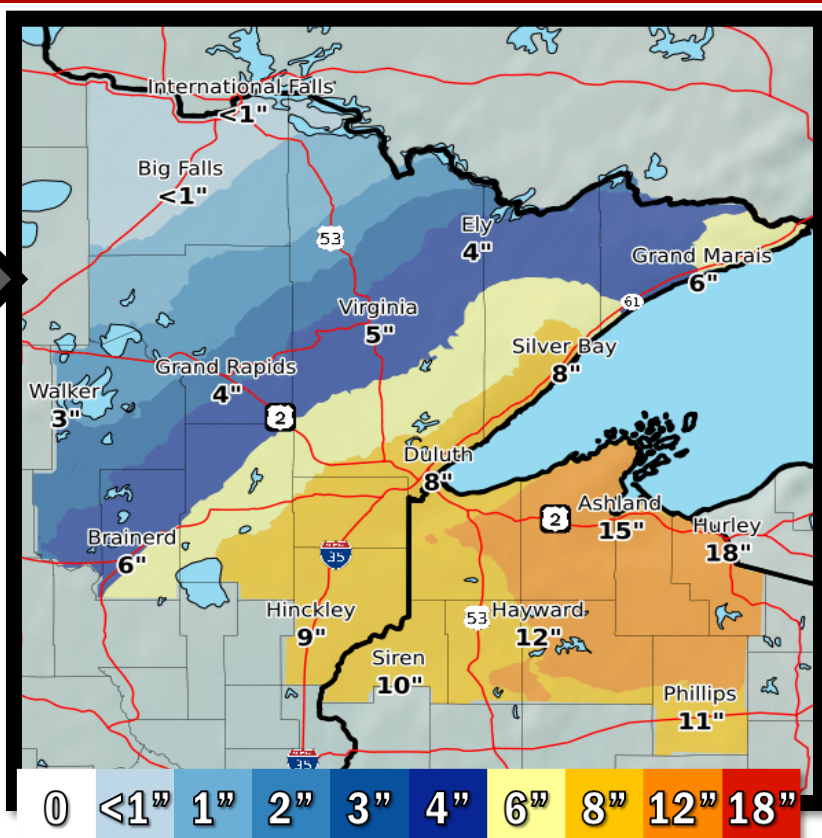 International Falls
<1"
Big Falls
<1"
Ely
4"
53
Grand Marais
6"
61
Virginia
5"
Silver Bay
8"
Grand Rapids
4"
Walker
3"
2
Duluth
8"
Ashland
15"
2
Hurley
18"
Brainerd
6"
35
Hinckley
9"
53
Hayward
12"
Siren
10"
Phillips
11"
35
0 <1” 1” 2” 3” 4” 6” 8” 12” 18”